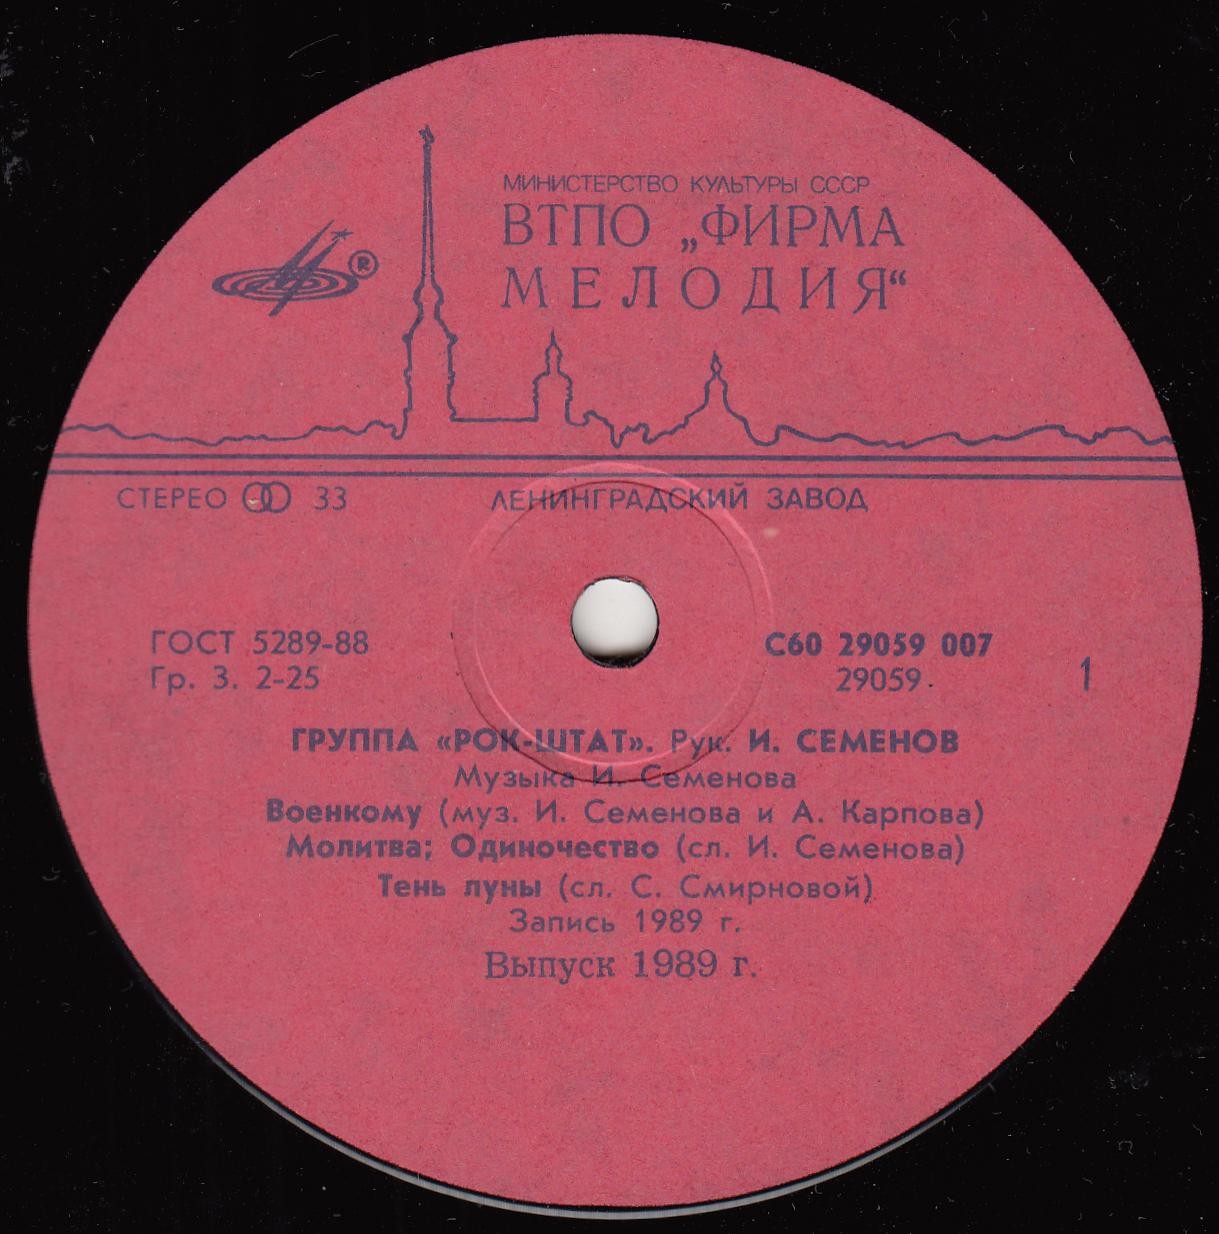 МИНИСТЕРСТВО КУЛЬТУРЫ СССР
ВТПО „ФИРМА
МЕЛОДИЯ“
®
СТЕРЕО 33
ЛЕНИНГРАДСКИЙ ЗАВОД
ГОСТ 5289-88
Гр. 3. 2-25
С60 29059 007
29059
1
ГРУППА «РОК-ШТАТ». Рук. И. СЕМЕНОВ
Музыка И. Семенова
Военкому (муз. И. Семенова и А. Карпова)
Молитва; Одиночество (сл. И. Семенова)
Тень луны (сл. С. Смирновой)
Запись 1989 г.
Выпуск 1989 г.